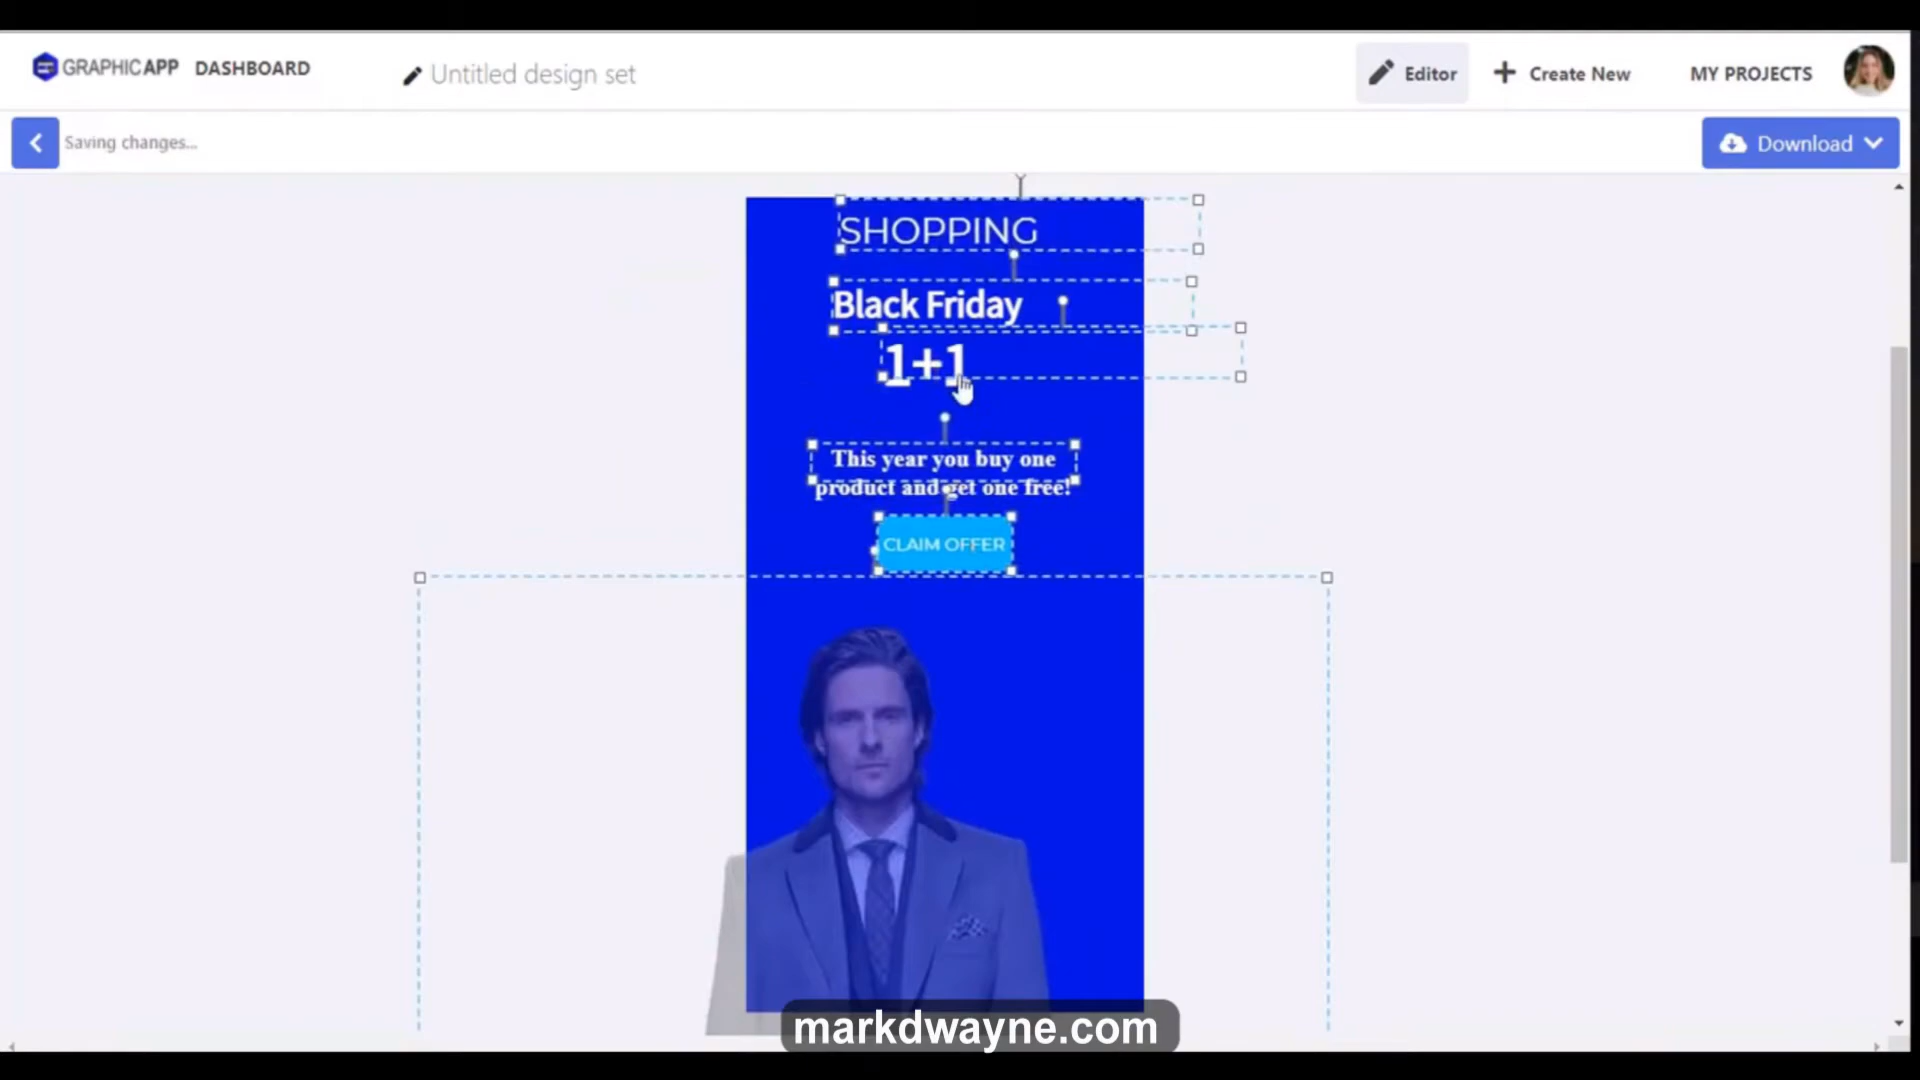 GRAPHICAPP DASHBOARD
Untitled design set
Editor
Create New
MY PROJECTS
Saving changes...
Download
SHOPPING
Black Friday
1+1
This year you buy one
product and get one free!
CLAIM OFFER
markdwayne.com